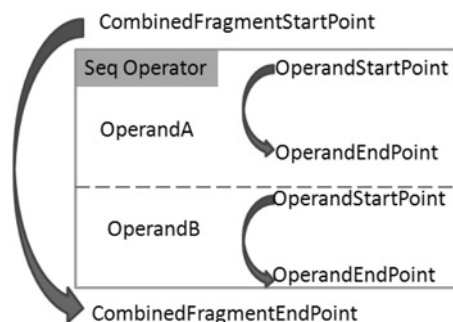 CombinedFragmentStartPoint
Seq Operator
OperandStartPoint
OperandA
OperandEndPoint
OperandStartPoint
OperandB
OperandEndPoint
CombinedFragmentEndPoint